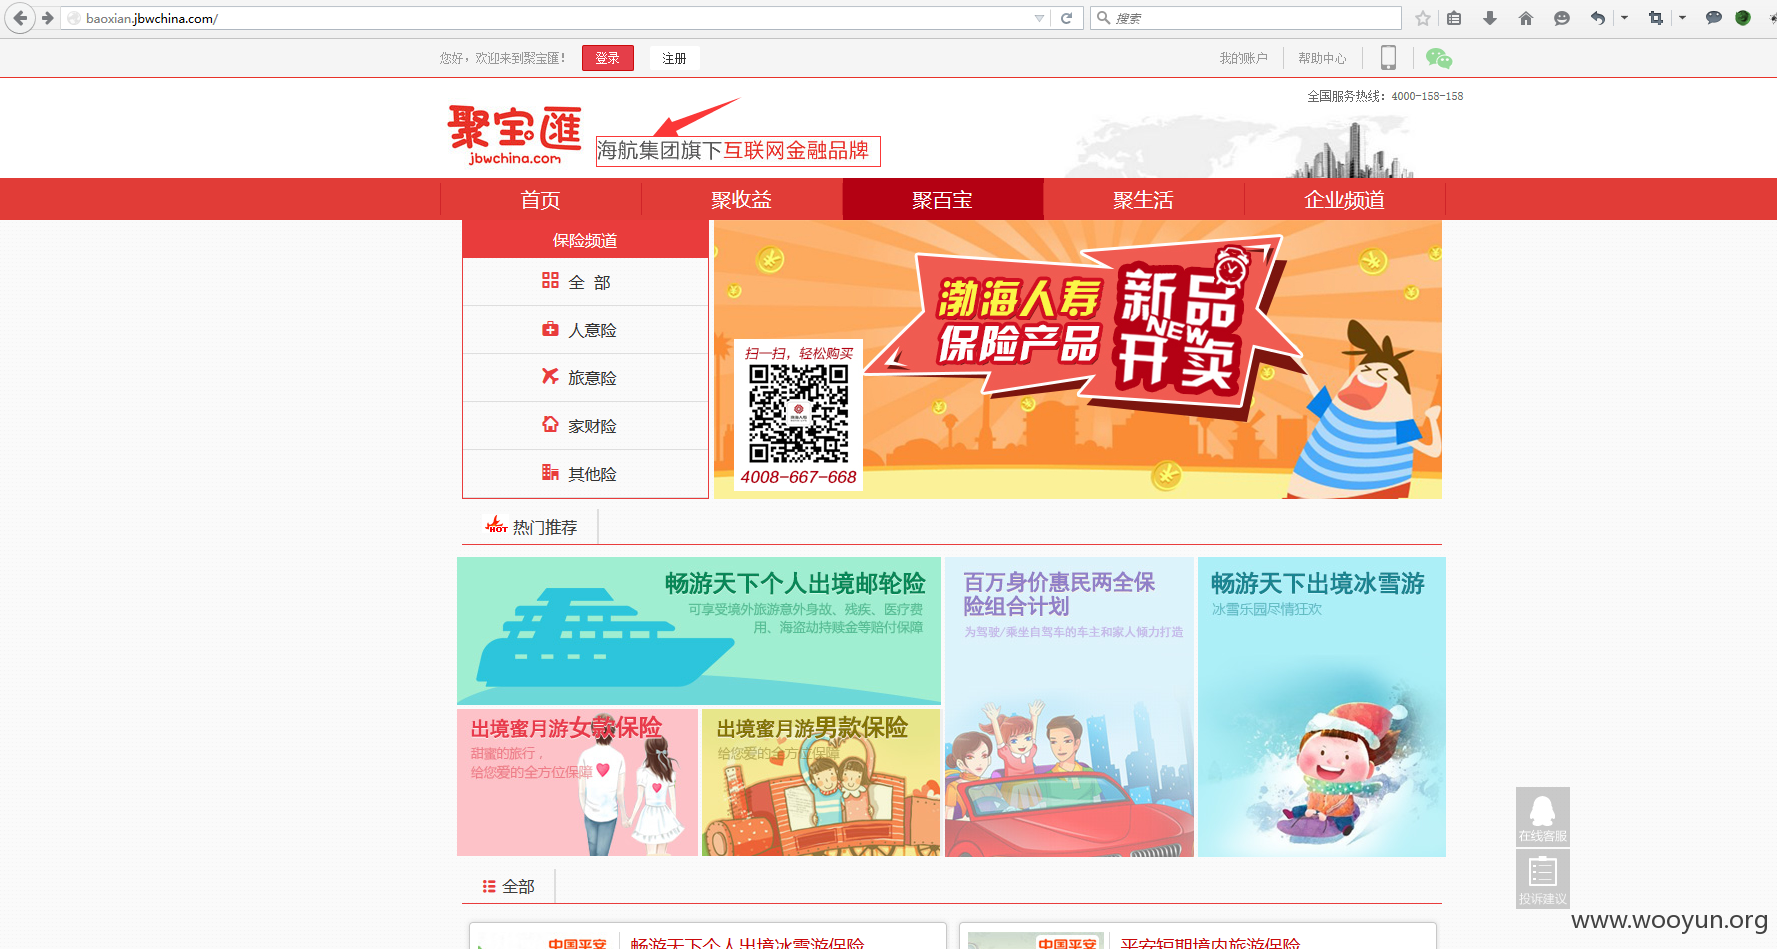 baoxian.jbwchina.com/
搜索
您好，欢迎来到聚宝匯！
登录
注册
我的账户
帮助中心
聚宝匯
jbwchina.com
海航集团旗下互联网金融品牌
全国服务热线：4000-158-158
首页
聚收益
聚百宝
聚生活
企业频道
保险频道
全 部
人意险
旅意险
家财险
其他险
渤海人寿
保险产品
新品
NEW
开卖
扫一扫，轻松购买
4008-667-668
HOT 热门推荐
畅游天下个人出境邮轮险
可享受境外旅游意外身故、残疾、医疗费
用、海盗劫持赎金等赔付保障
百万身价惠民两全保
险组合计划
为驾驶/乘坐自驾车的车主和家人倾力打造
畅游天下出境冰雪游
冰雪乐园尽情狂欢
出境蜜月游女款保险
甜蜜的旅行，
给您爱的全方位保障
出境蜜月游男款保险
给您爱的全方位保障
在线客服
投诉建议
全部
中国平安
畅游天下个人出境冰雪游保险
中国平安
平安短期境内旅游保险
www.wooyun.org